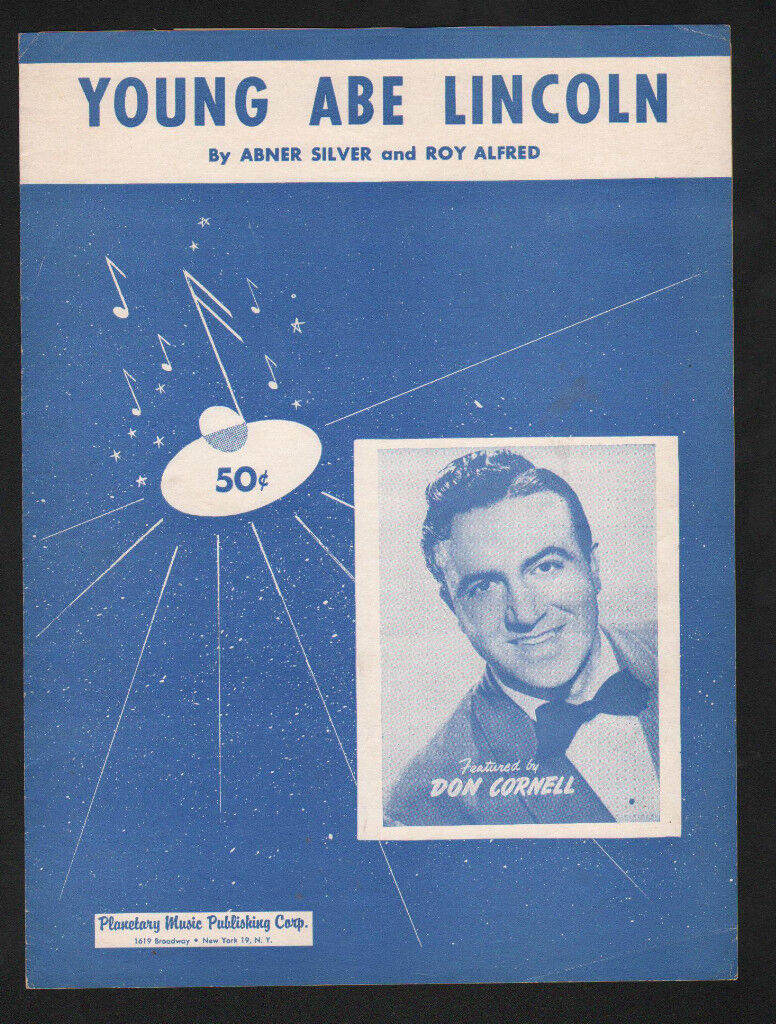 YOUNG ABE LINCOLN
By ABNER SILVER and ROY ALFRED
50¢
Featured by
DON CORNELL
Planetary Music Publishing Corp.
1619 Broadway • New York 19, N. Y.